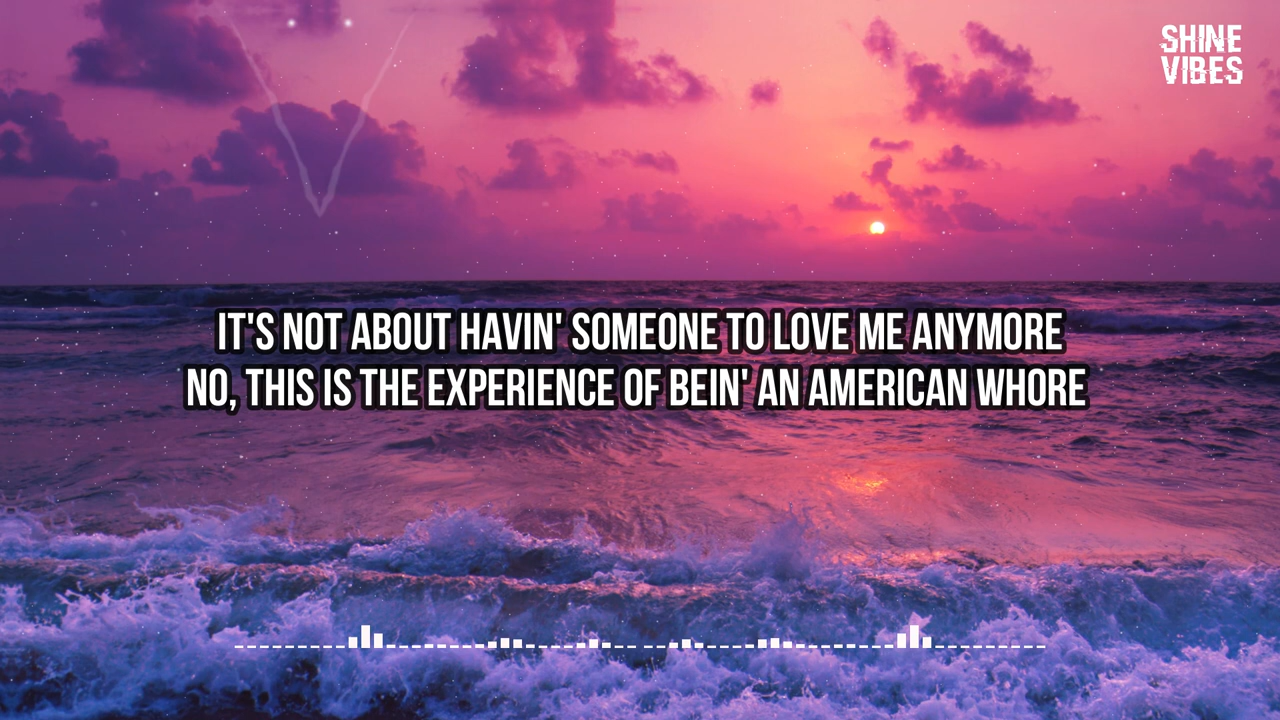 SHINE
VIBES
IT'S NOT ABOUT HAVIN' SOMEONE TO LOVE ME ANYMORE
NO, THIS IS THE EXPERIENCE OF BEIN' AN AMERICAN WHORE